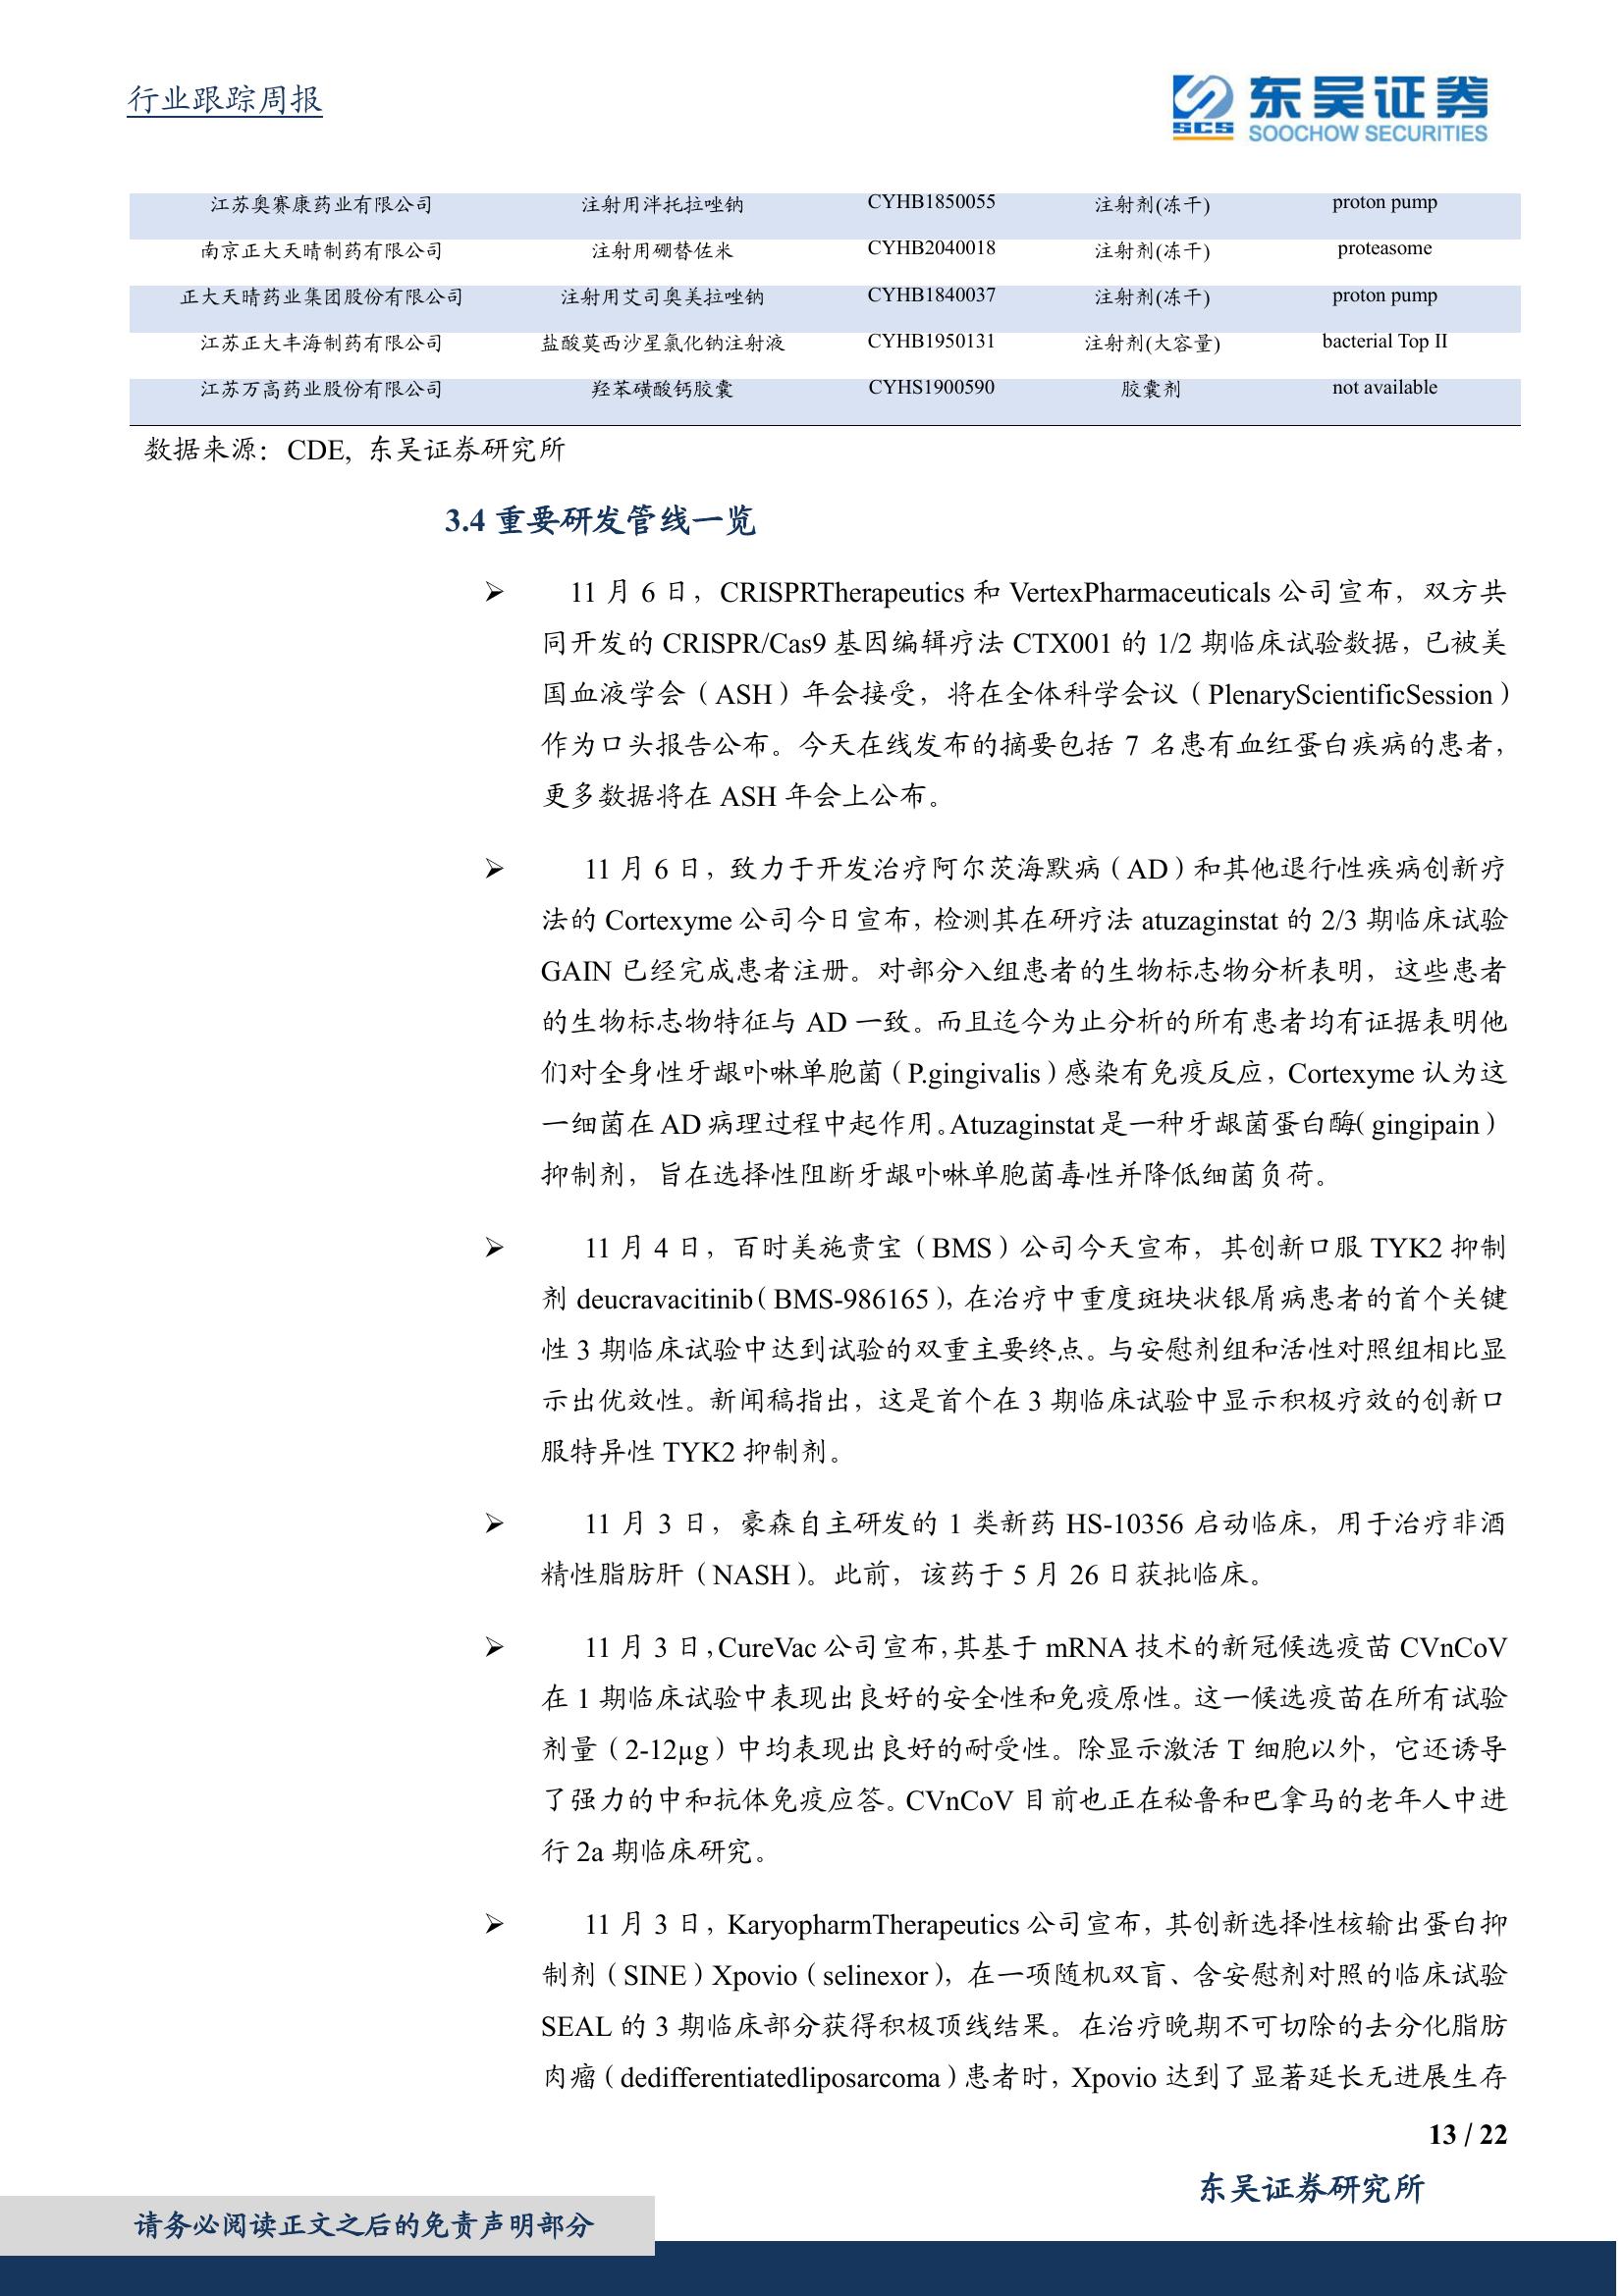 行业跟踪周报
东吴证券
SCS
SOOCHOW SECURITIES
江苏奥赛康药业有限公司 注射用泮托拉唑钠 CYHB1850055 注射剂(冻干) proton pump
南京正大天晴制药有限公司 注射用硼替佐米 CYHB2040018 注射剂(冻干) proteasome
正大天晴药业集团股份有限公司 注射用艾司奥美拉唑钠 CYHB1840037 注射剂(冻干) proton pump
江苏正大丰海制药有限公司 盐酸莫西沙星氯化钠注射液 CYHB1950131 注射剂(大容量) bacterial Top II
江苏万高药业股份有限公司 羟苯磺酸钙胶囊 CYHS1900590 胶囊剂 not available
数据来源：CDE, 东吴证券研究所
3.4 重要研发管线一览
➢ 11 月 6 日，CRISPRTherapeutics 和 VertexPharmaceuticals 公司宣布，双方共
同开发的 CRISPR/Cas9 基因编辑疗法 CTX001 的 1/2 期临床试验数据，已被美
国血液学会（ASH）年会接受，将在全体科学会议（PlenaryScientificSession）
作为口头报告公布。今天在线发布的摘要包括 7 名患有血红蛋白疾病的患者，
更多数据将在 ASH 年会上公布。
➢ 11 月 6 日，致力于开发治疗阿尔茨海默病（AD）和其他退行性疾病创新疗
法的 Cortexyme 公司今日宣布，检测其在研疗法 atuzaginstat 的 2/3 期临床试验
GAIN 已经完成患者注册。对部分入组患者的生物标志物分析表明，这些患者
的生物标志物特征与 AD 一致。而且迄今为止分析的所有患者均有证据表明他
们对全身性牙龈卟啉单胞菌（P.gingivalis）感染有免疫反应，Cortexyme 认为这
一细菌在 AD 病理过程中起作用。Atuzaginstat 是一种牙龈菌蛋白酶（gingipain）
抑制剂，旨在选择性阻断牙龈卟啉单胞菌毒性并降低细菌负荷。
➢ 11 月 4 日，百时美施贵宝（BMS）公司今天宣布，其创新口服 TYK2 抑制
剂 deucravacitinib（BMS-986165），在治疗中重度斑块状银屑病患者的首个关键
性 3 期临床试验中达到试验的双重主要终点。与安慰剂组和活性对照组相比显
示出优效性。新闻稿指出，这是首个在 3 期临床试验中显示积极疗效的创新口
服特异性 TYK2 抑制剂。
➢ 11 月 3 日，豪森自主研发的 1 类新药 HS-10356 启动临床，用于治疗非酒
精性脂肪肝（NASH）。此前，该药于 5 月 26 日获批临床。
➢ 11 月 3 日，CureVac 公司宣布，其基于 mRNA 技术的新冠候选疫苗 CVnCoV
在 1 期临床试验中表现出良好的安全性和免疫原性。这一候选疫苗在所有试验
剂量（2-12µg）中均表现出良好的耐受性。除显示激活 T 细胞以外，它还诱导
了强力的中和抗体免疫应答。CVnCoV 目前也正在秘鲁和巴拿马的老年人中进
行 2a 期临床研究。
➢ 11 月 3 日，KaryopharmTherapeutics 公司宣布，其创新选择性核输出蛋白抑
制剂（SINE）Xpovio（selinexor），在一项随机双盲、含安慰剂对照的临床试验
SEAL 的 3 期临床部分获得积极顶线结果。在治疗晚期不可切除的去分化脂肪
肉瘤（dedifferentiatedliposarcoma）患者时，Xpovio 达到了显著延长无进展生存
13 / 22
东吴证券研究所
请务必阅读正文之后的免责声明部分